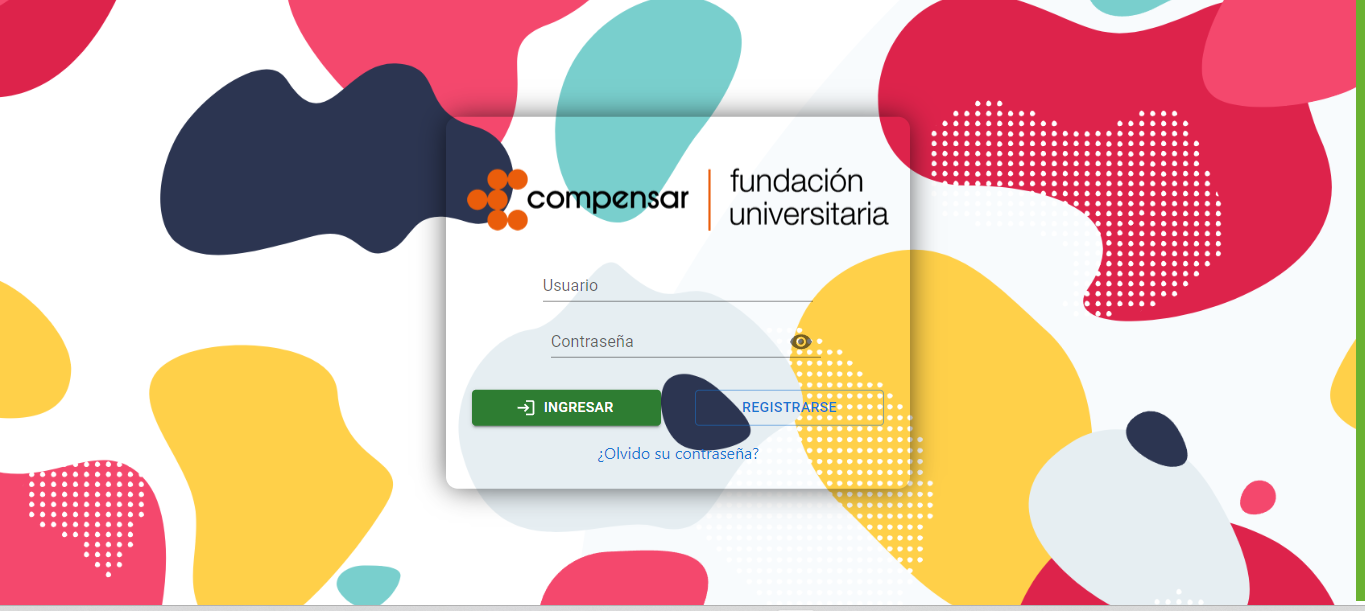 compensar
fundación
universitaria
Usuario
Contraseña
INGRESAR
REGISTRARSE
¿Olvido su contraseña?